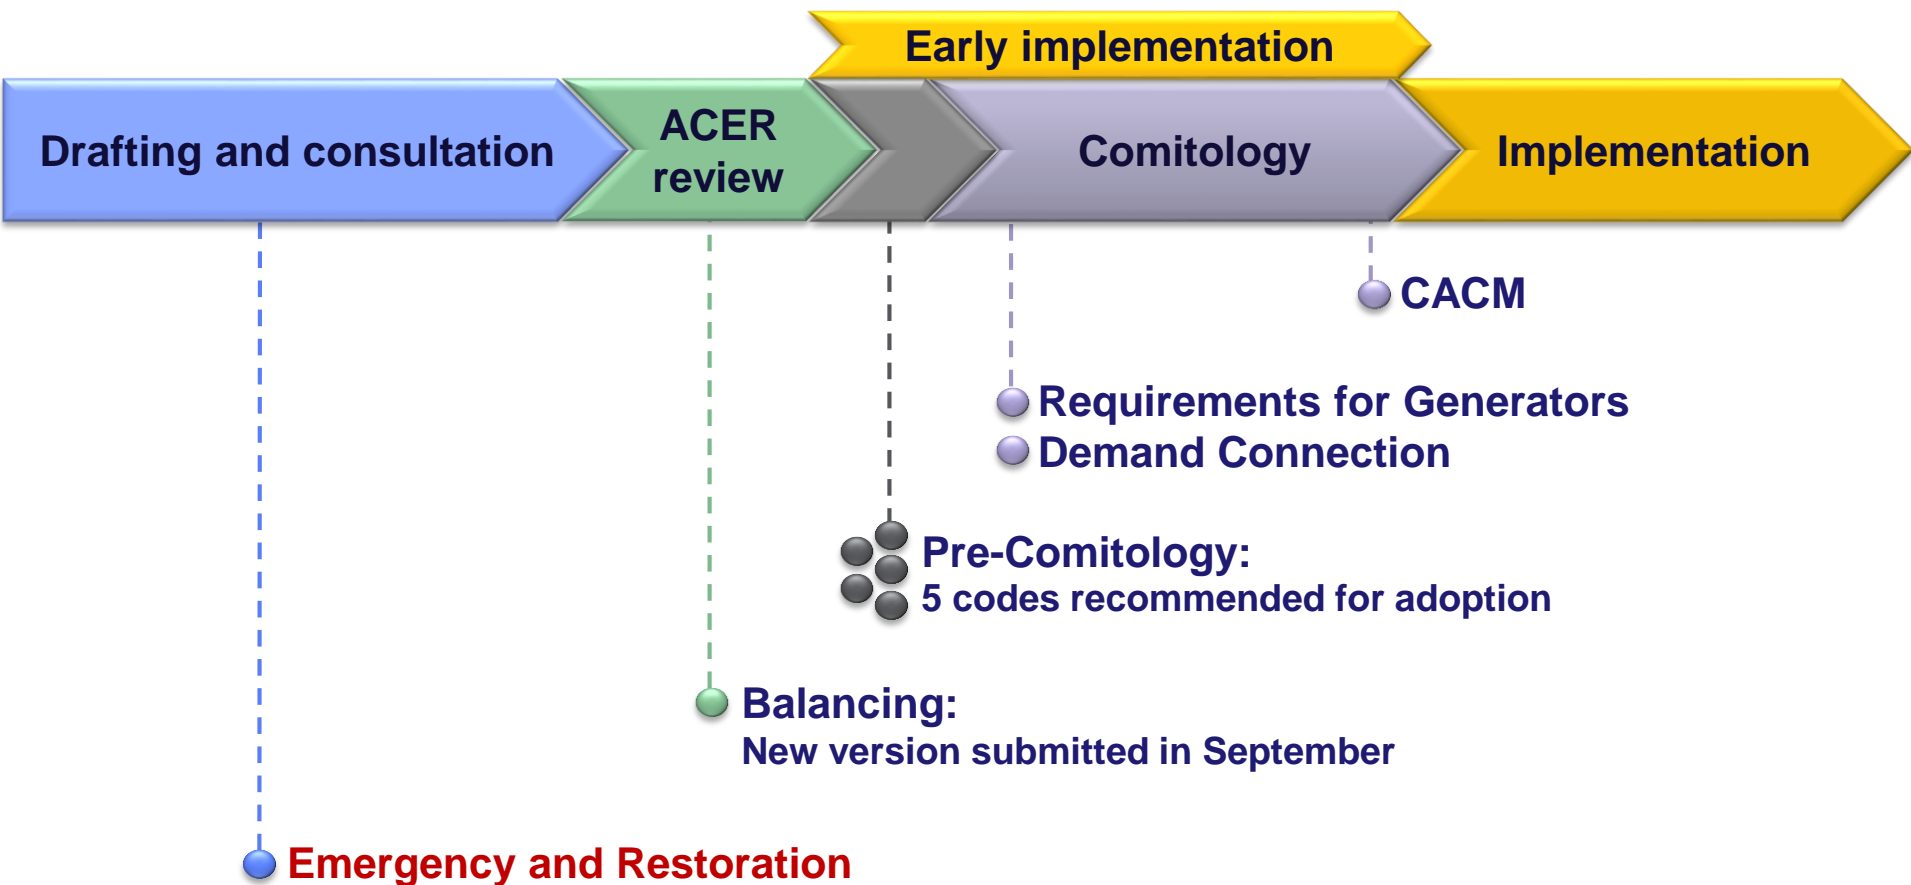 Early implementation
Drafting and consultation
ACER
review
Comitology
Implementation
CACM
Requirements for Generators
Demand Connection
Pre-Comitology:
5 codes recommended for adoption
Balancing:
New version submitted in September
Emergency and Restoration